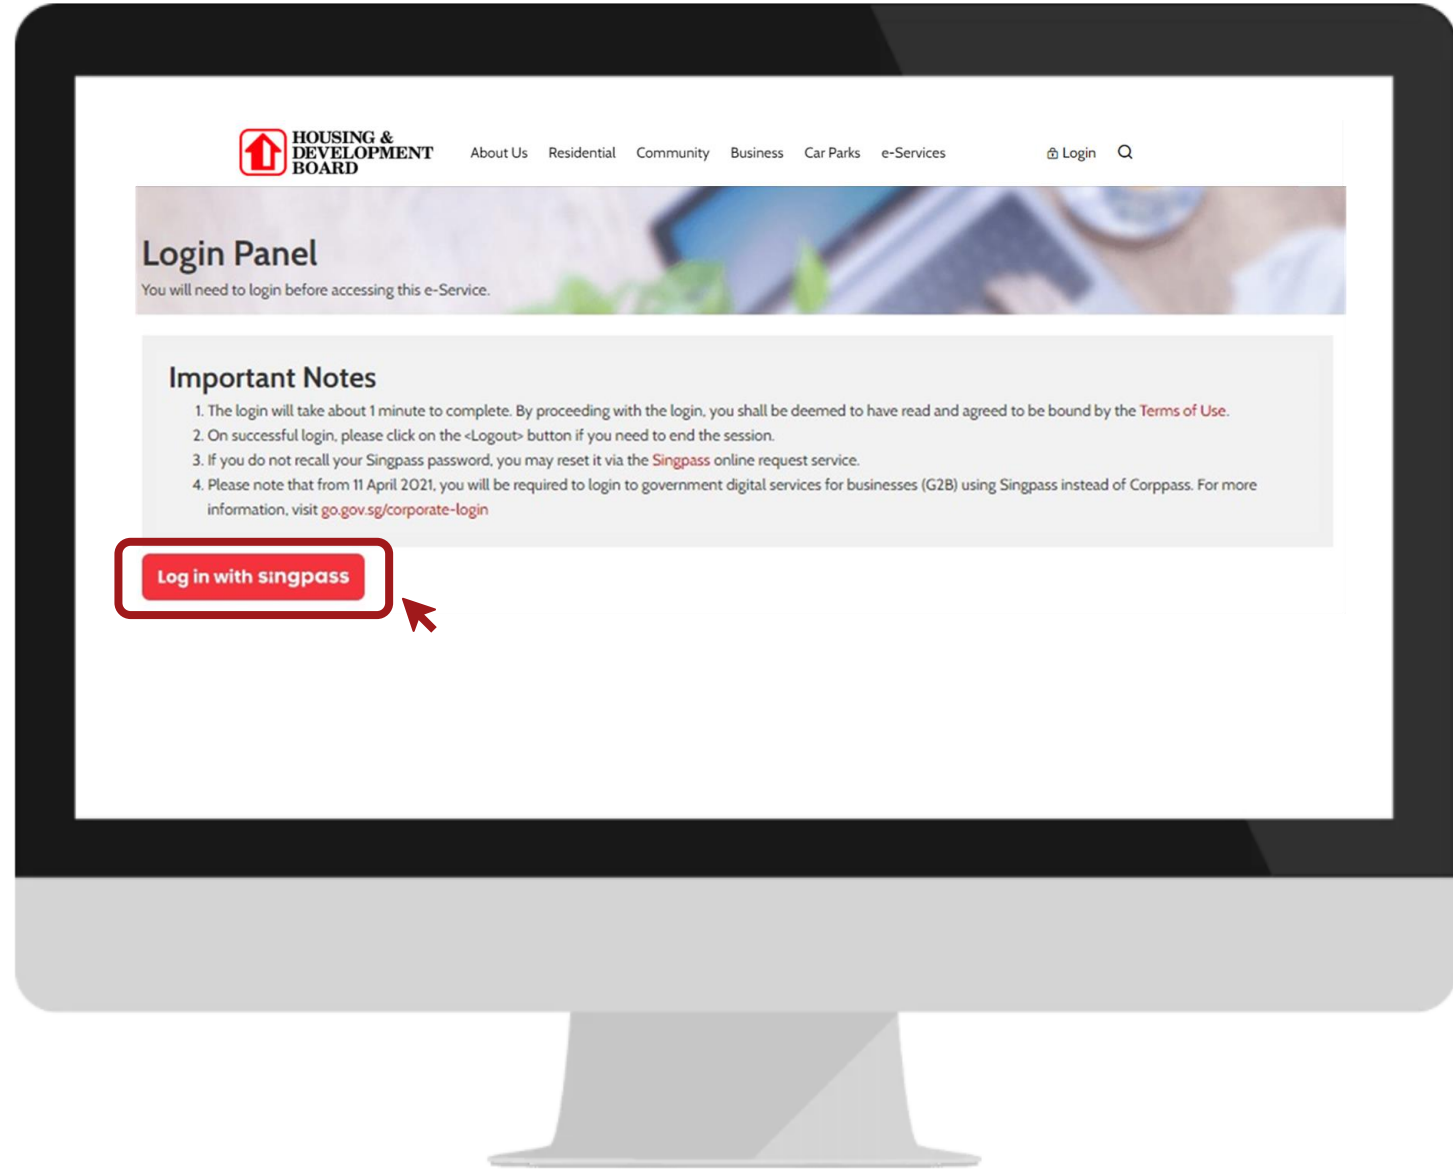 HOUSING &
DEVELOPMENT
BOARD
About Us Residential Community Business Car Parks e-Services Login
Login Panel
You will need to login before accessing this e-Service.
Important Notes
1. The login will take about 1 minute to complete. By proceeding with the login, you shall be deemed to have read and agreed to be bound by the Terms of Use.
2. On successful login, please click on the <Logout> button if you need to end the session.
3. If you do not recall your Singpass password, you may reset it via the Singpass online request service.
4. Please note that from 11 April 2021, you will be required to login to government digital services for businesses (G2B) using Singpass instead of Corppass. For more
information, visit go.gov.sg/corporate-login
Log in with singpass